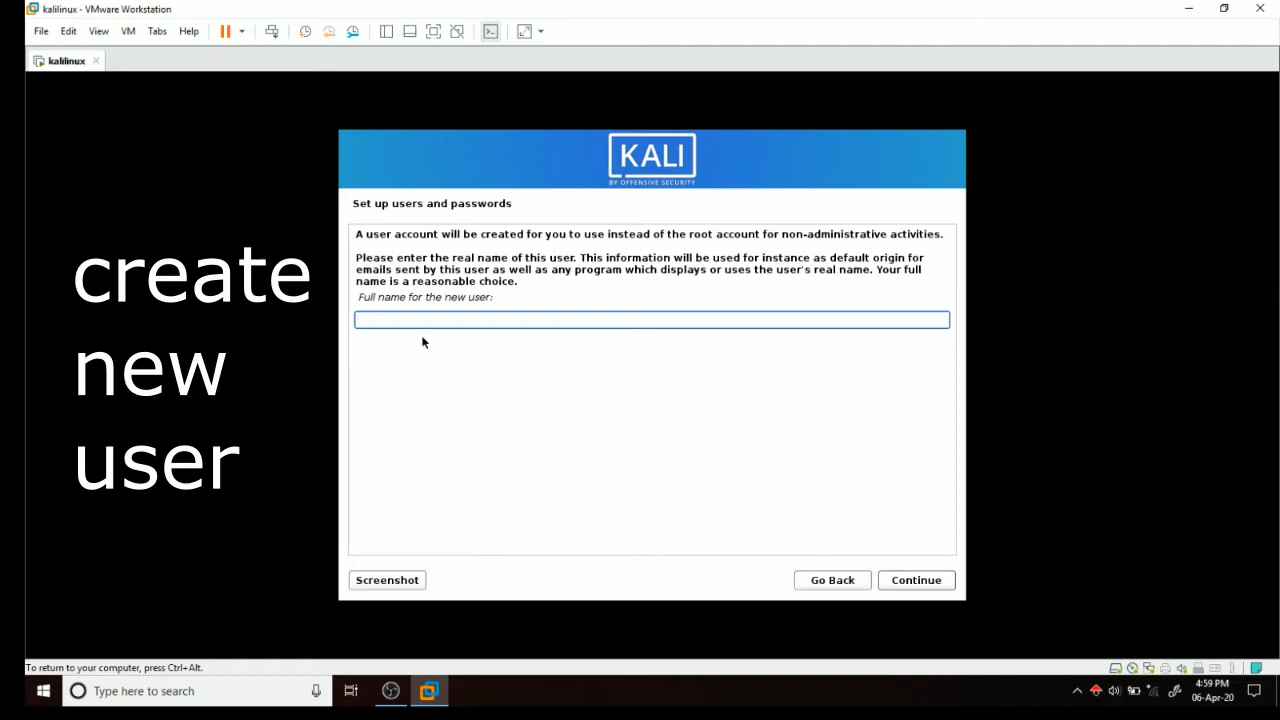 kalilinux - VMware Workstation
File Edit View VM Tabs Help
kalilinux
KALI
BY OFFENSIVE SECURITY
Set up users and passwords
A user account will be created for you to use instead of the root account for non-administrative activities.
Please enter the real name of this user. This information will be used for instance as default origin for
emails sent by this user as well as any program which displays or uses the user's real name. Your full
name is a reasonable choice.
Full name for the new user:
create
new
user
Screenshot Go Back Continue
To return to your computer, press Ctrl+Alt.
Type here to search
4:59 PM
06-Apr-20